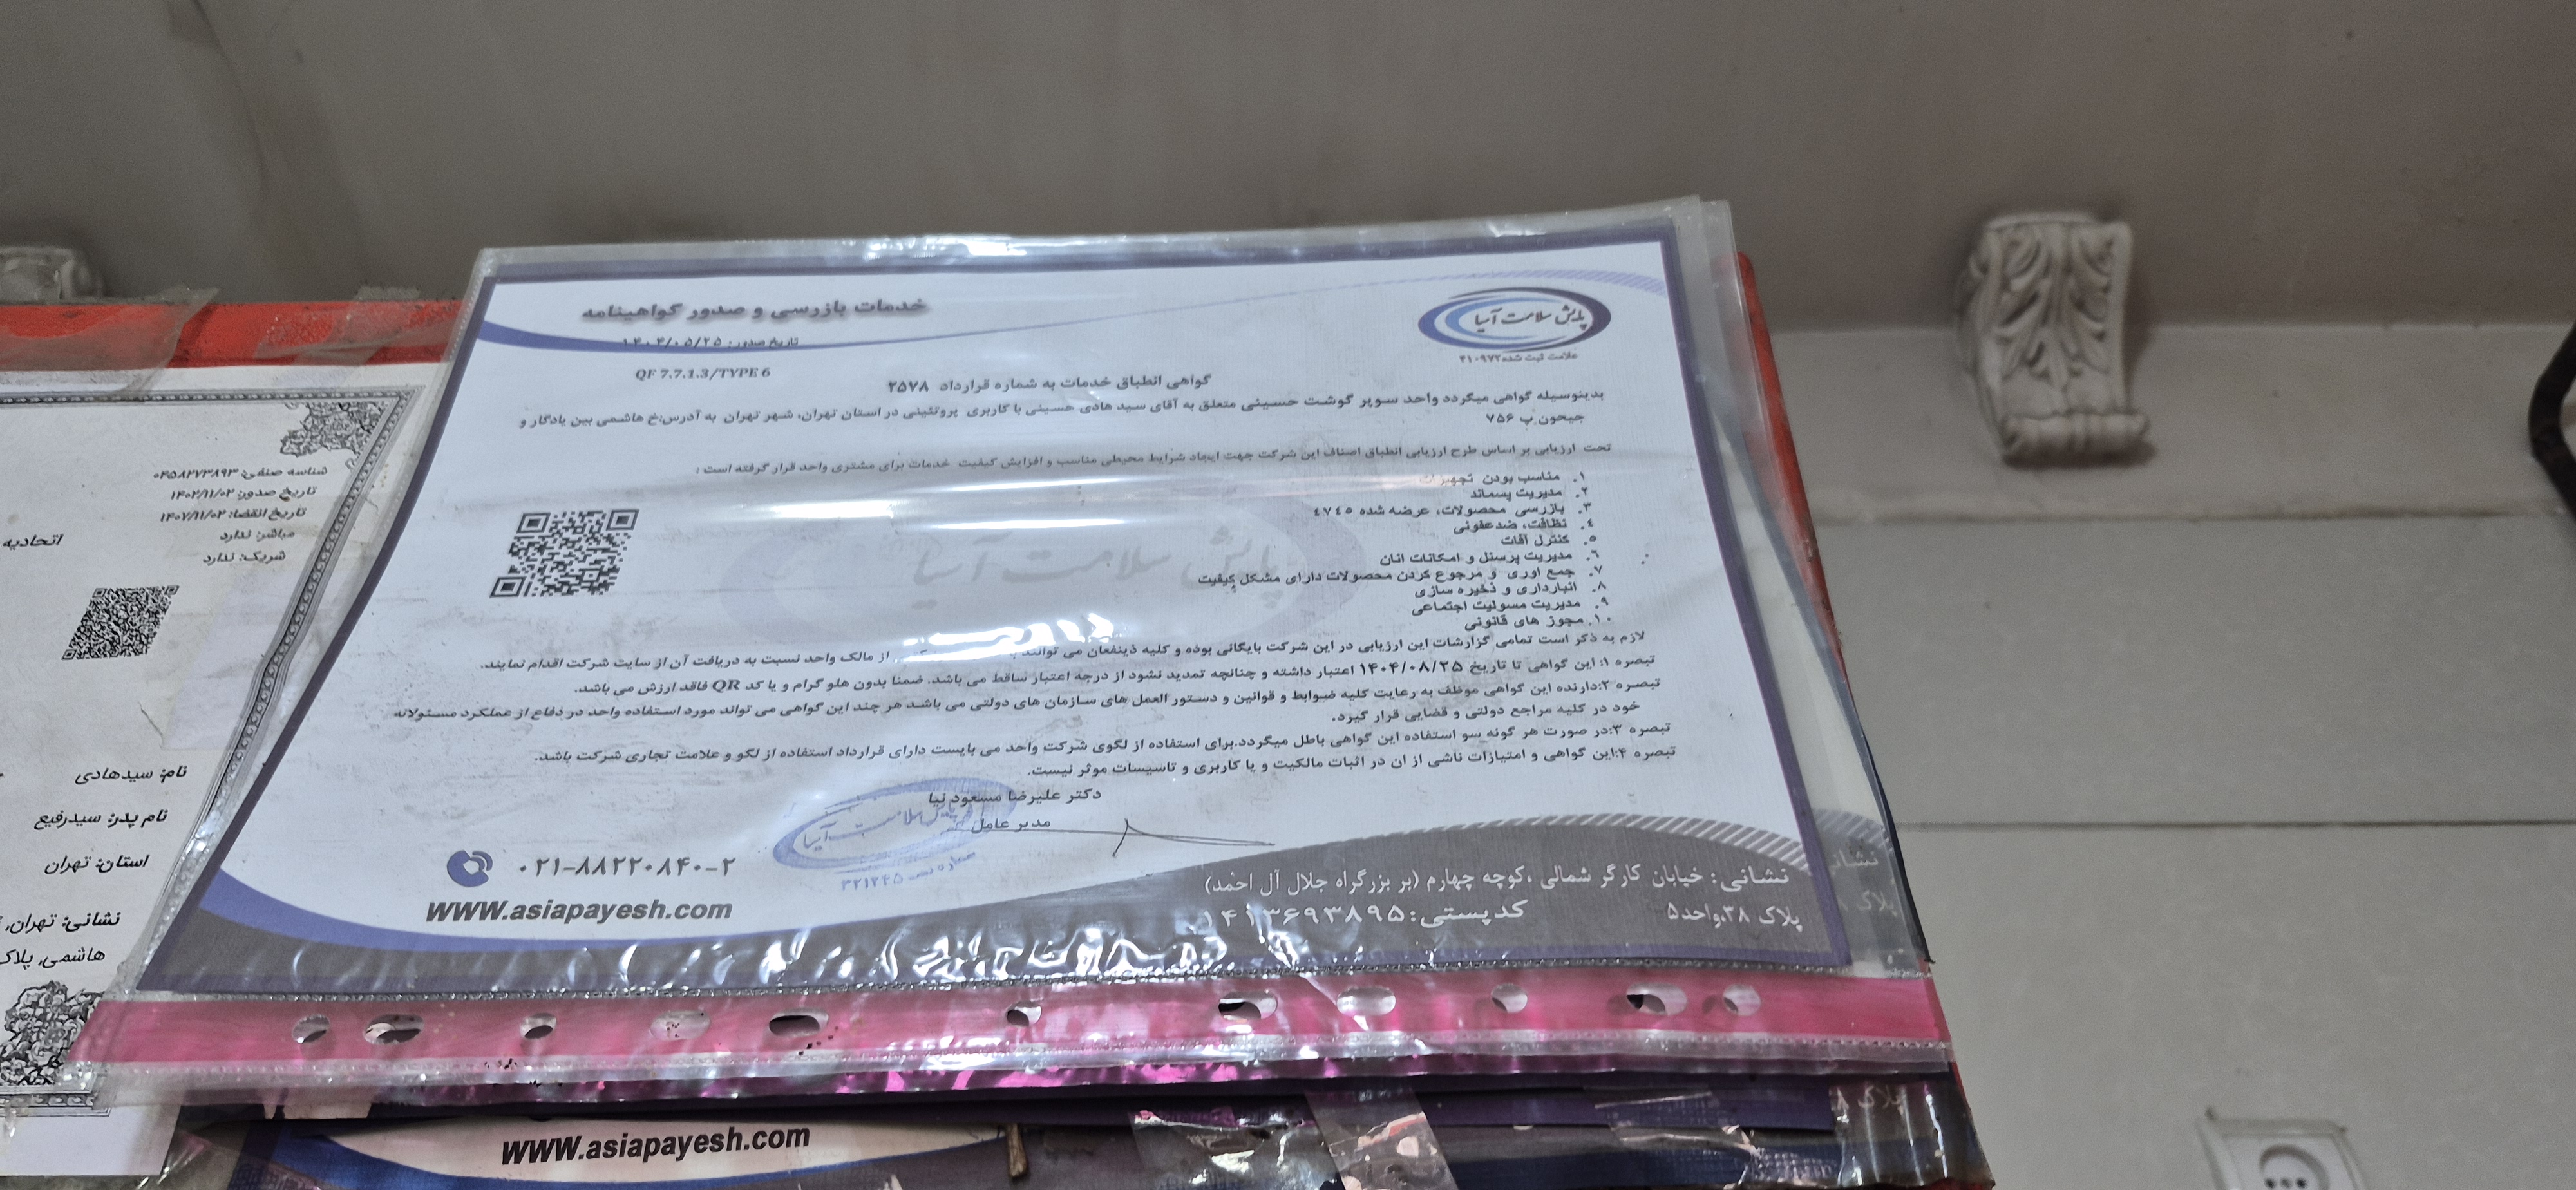 خدمات بازرسی و صدور گواهینامه
تاریخ صدور: ۱۴۰۴/۰۵/۲۵
QF 7.7.1.3/TYPE 6
پایش سلامت آسیا
علامت ثبت شده ۴۱۰۹۷۲
گواهی انطباق خدمات به شماره قرارداد ۲۵۷۸
بدینوسیله گواهی میگردد واحد سوپر گوشت حسینی متعلق به آقای سید هادی حسینی با کاربری پروتئینی در استان تهران، شهر تهران به آدرس:خ هاشمی بین یادگار و
جیحون پ ۷۵۶
تحت ارزیابی بر اساس طرح ارزیابی انطباق اصناف این شرکت جهت ایجاد شرایط محیطی مناسب و افزایش کیفیت خدمات برای مشتری واحد قرار گرفته است :
۱. مناسب بودن تجهیزات
۲. مدیریت پسماند
۳. بازرسی محصولات، عرضه شده ٤٧٤٥
٤. نظافت، ضدعفونی
۵. کنترل آفات
۶. مدیریت پرسنل و امکانات انان
۷. جمع اوری و مرجوع کردن محصولات دارای مشکل کیفیت
۸. انبارداری و ذخیره سازی
۹. مدیریت مسولیت اجتماعی
۱۰. مجوز های قانونی
لازم به ذکر است تمامی گزارشات این ارزیابی در این شرکت بایگانی بوده و کلیه ذینفعان می توانند از مالک واحد نسبت به دریافت آن از سایت شرکت اقدام نمایند.
تبصره ۱: این گواهی تا تاریخ ۱۴۰۴/۰۸/۲۵ اعتبار داشته و چنانچه تمدید نشود از درجه اعتبار ساقط می باشد. ضمنا بدون هلو گرام و یا کد QR فاقد ارزش می باشد.
تبصره ۲:دارنده این گواهی موظف به رعایت کلیه ضوابط و قوانین و دستور العمل های سازمان های دولتی می باشد هر چند این گواهی می تواند مورد استفاده واحد در دفاع از عملکرد مسئولانه
خود در کلیه مراجع دولتی و قضایی قرار گیرد.
تبصره ۳:در صورت هر گونه سو استفاده این گواهی باطل میگردد.برای استفاده از لگوی شرکت واحد می بایست دارای قرارداد استفاده از لگو و علامت تجاری شرکت باشد.
تبصره ۴:این گواهی و امتیازات ناشی از ان در اثبات مالکیت و یا کاربری و تاسیسات موثر نیست.
دکتر علیرضا مسعود نیا
مدیر عامل
پایش سلامت آسیا
۰۲۱-۸۸۲۲۰۸۴۰-۲
www.asiapayesh.com
نشانی: خیابان کارگر شمالی ،کوچه چهارم (بر بزرگراه جلال آل احمد)
پلاک ۳۸،واحد۵
کدپستی:۱۴۱۳۶۹۳۸۹۵
شناسه صنفی: ۰۴۵۸۲۷۳۸۹۳
تاریخ صدور: ۱۴۰۲/۱۱/۰۲
تاریخ انقضا: ۱۴۰۷/۱۱/۰۲
مباشر: ندارد
شریک: ندارد
اتحادیه
نام: سیدهادی
نام پدر: سیدرفیع
استان: تهران
نشانی: تهران,
هاشمی, پلاک
www.asiapayesh.com
پلاک